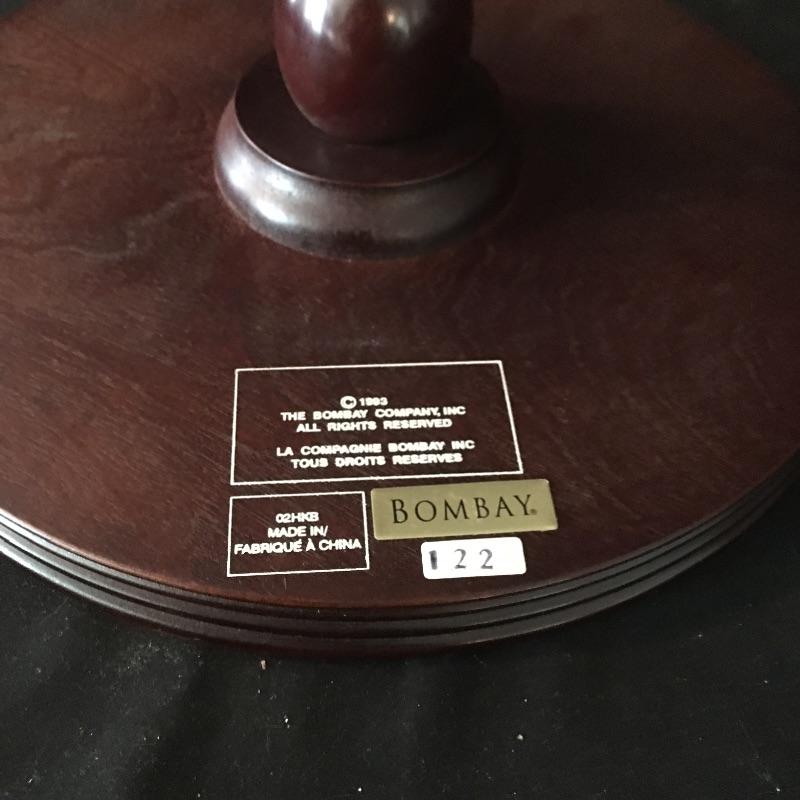 © 1993
THE BOMBAY COMPANY, INC
ALL RIGHTS RESERVED
LA COMPAGNIE BOMBAY INC
TOUS DROITS RESERVES
02HKB
MADE IN/
FABRIQUÉ À CHINA
BOMBAY®
122